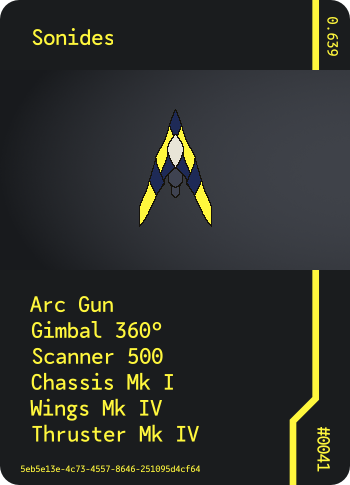 Sonides
0.639
Arc Gun
Gimbal 360°
Scanner 500
Chassis Mk I
Wings Mk IV
Thruster Mk IV
#0041
5eb5e13e-4c73-4557-8646-251095d4cf64